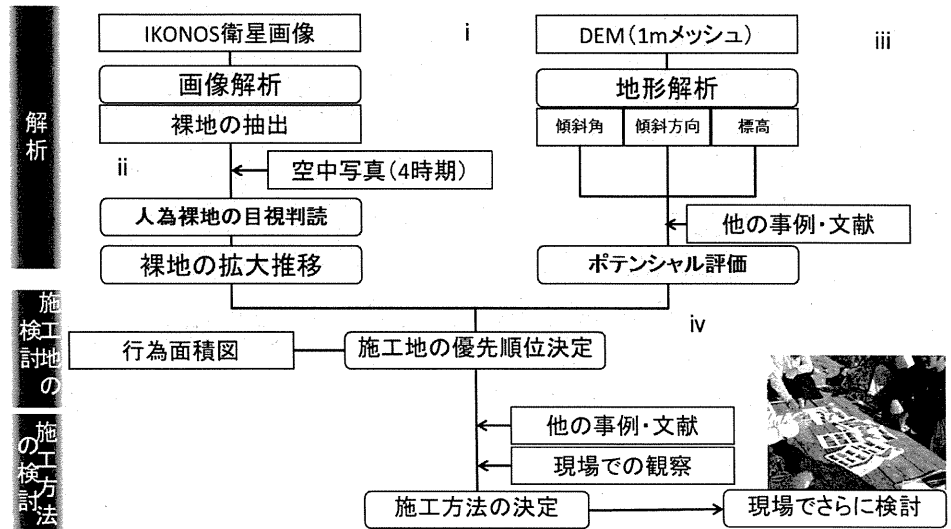 解析
IKONOS衛星画像
画像解析
裸地の抽出
空中写真(4時期)
人為裸地の目視判読
裸地の拡大推移
i
ii
DEM(1mメッシュ)
地形解析
傾斜角
傾斜方向
標高
他の事例・文献
ポテンシャル評価
iii
施工地の
検討
行為面積図
施工地の優先順位決定
iv
施工方法
の検討
他の事例・文献
現場での観察
施工方法の決定
現場でさらに検討